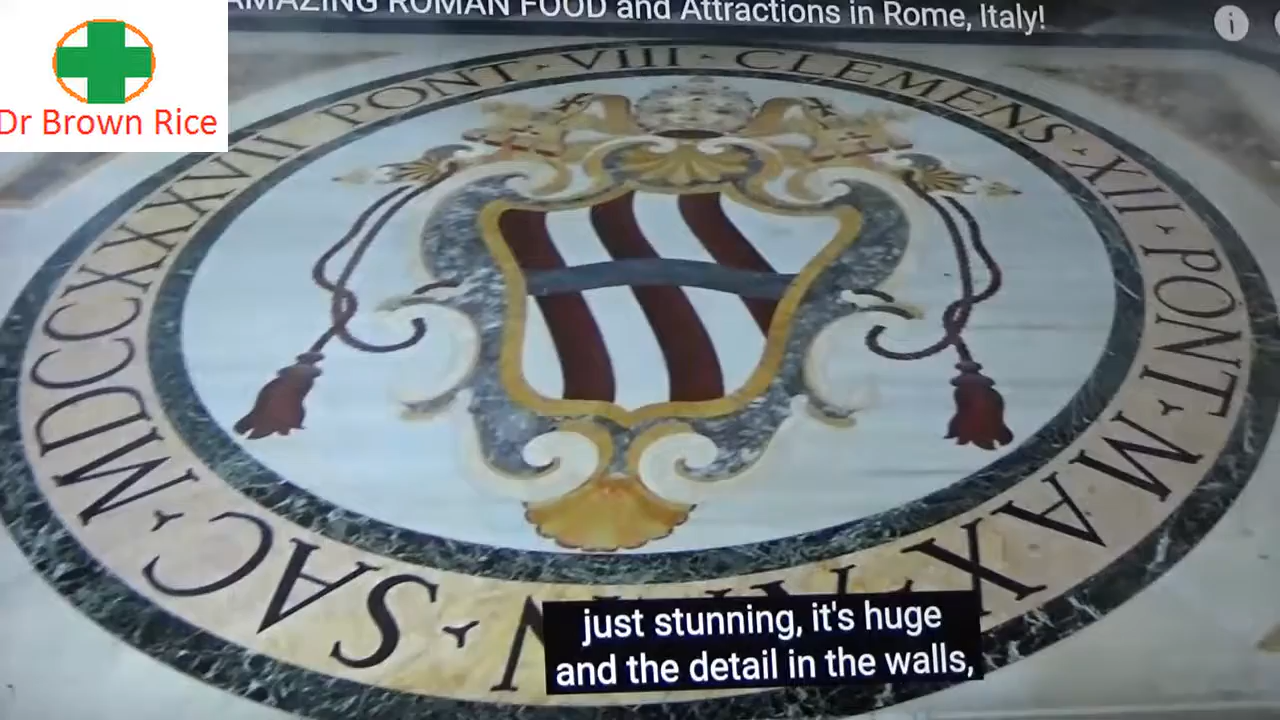 AMAZING ROMAN FOOD and Attractions in Rome, Italy!
Dr Brown Rice
CLEMENS · XII · PONT · MAX
SAC · MDCCXXXVII PONT · VIII
just stunning, it's huge
and the detail in the walls,